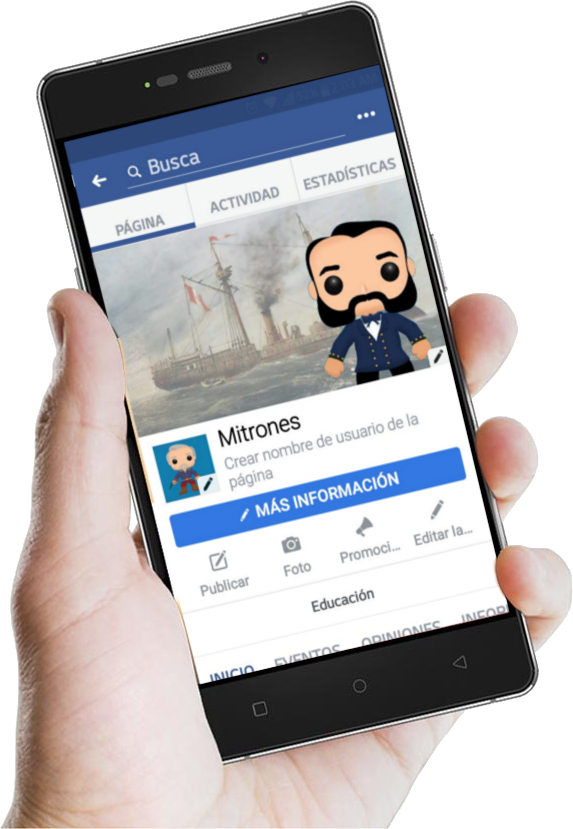 Busca
PÁGINA ACTIVIDAD ESTADÍSTICAS
Mitrones
Crear nombre de usuario de la
página
MÁS INFORMACIÓN
Publicar Foto Promoci... Editar la...
Educación
INICIO EVENTOS OPINIONES INFOR